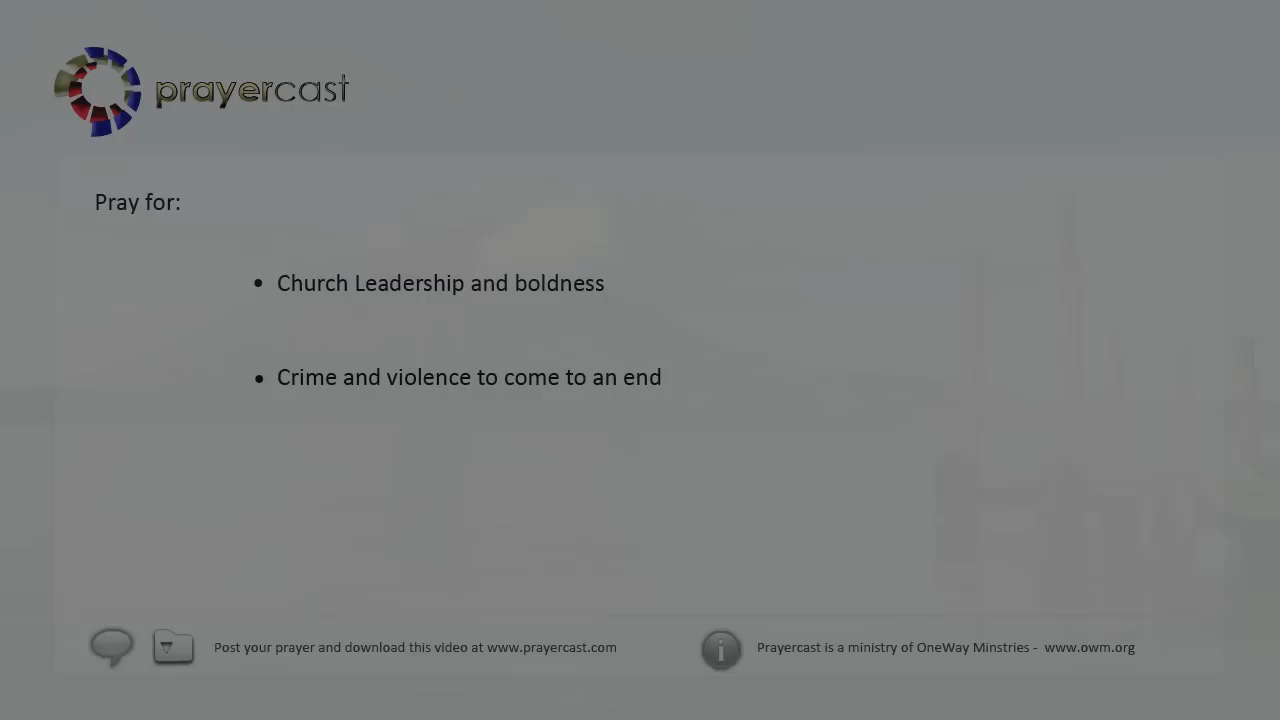 prayercast
Pray for:
• Church Leadership and boldness
• Crime and violence to come to an end
Post your prayer and download this video at www.prayercast.com
Prayercast is a ministry of OneWay Minstries - www.owm.org